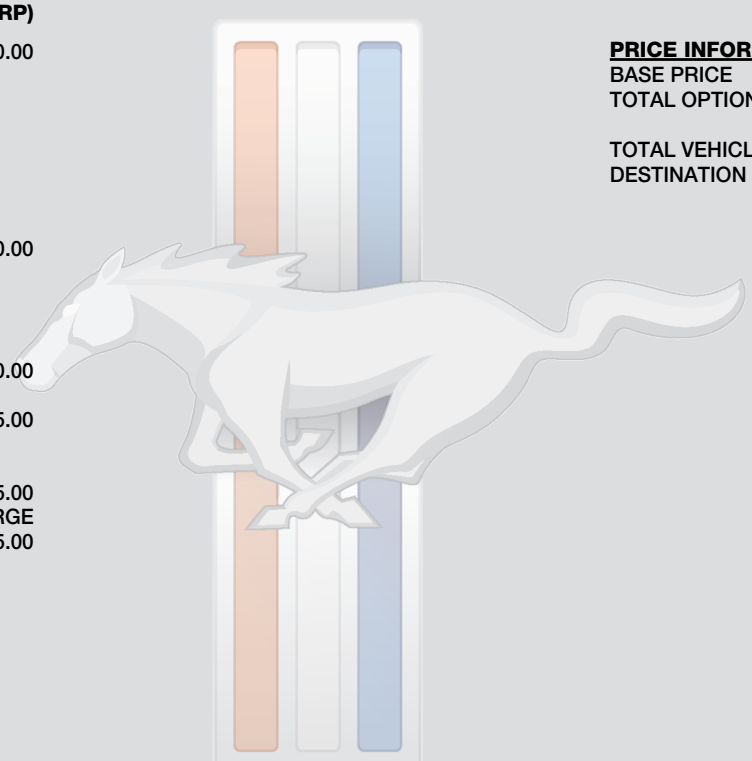 RP)
0.00
0.00
0.00
5.00
5.00
RGE
5.00
PRICE INFOR
BASE PRICE
TOTAL OPTION
TOTAL VEHICL
DESTINATION